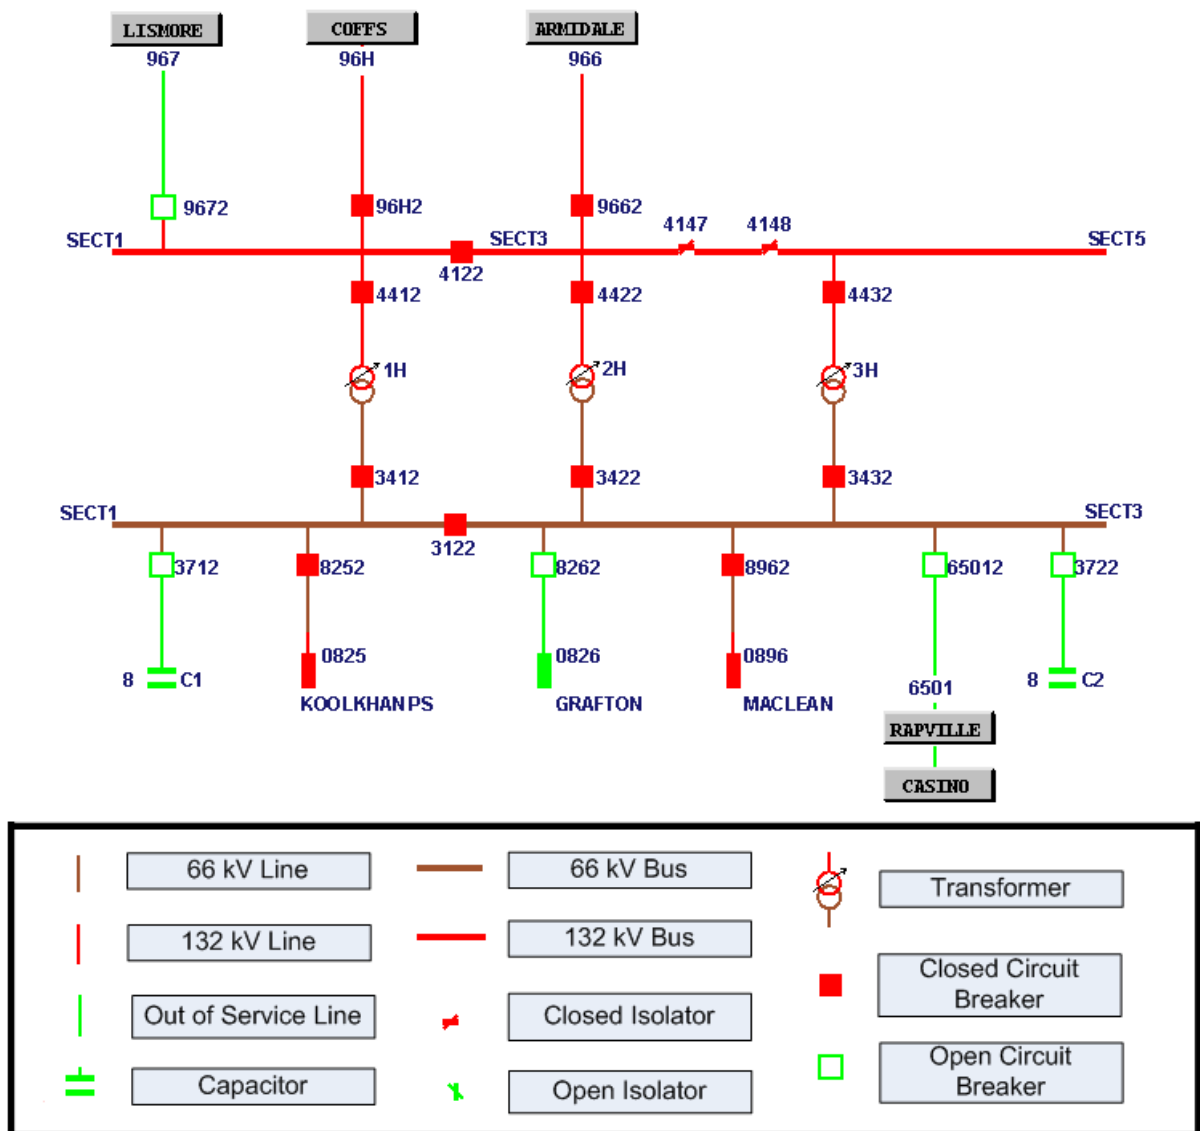 LISMORE
COFFS
ARMIDALE
967
96H
966
9672
96H2
9662
4147
4148
SECT1
SECT3
SECT5
4122
4412
4422
4432
1H
2H
3H
3412
3422
3432
SECT1
SECT3
3122
3712
8252
8262
8962
65012
3722
0825
0826
0896
8
C1
6501
8
C2
KOOLKHANPS
GRAFTON
MACLEAN
RAPVILLE
CASINO
66 kV Line
66 kV Bus
Transformer
132 kV Line
132 kV Bus
Closed Circuit
Breaker
Out of Service Line
Closed Isolator
Open Circuit
Breaker
Capacitor
Open Isolator